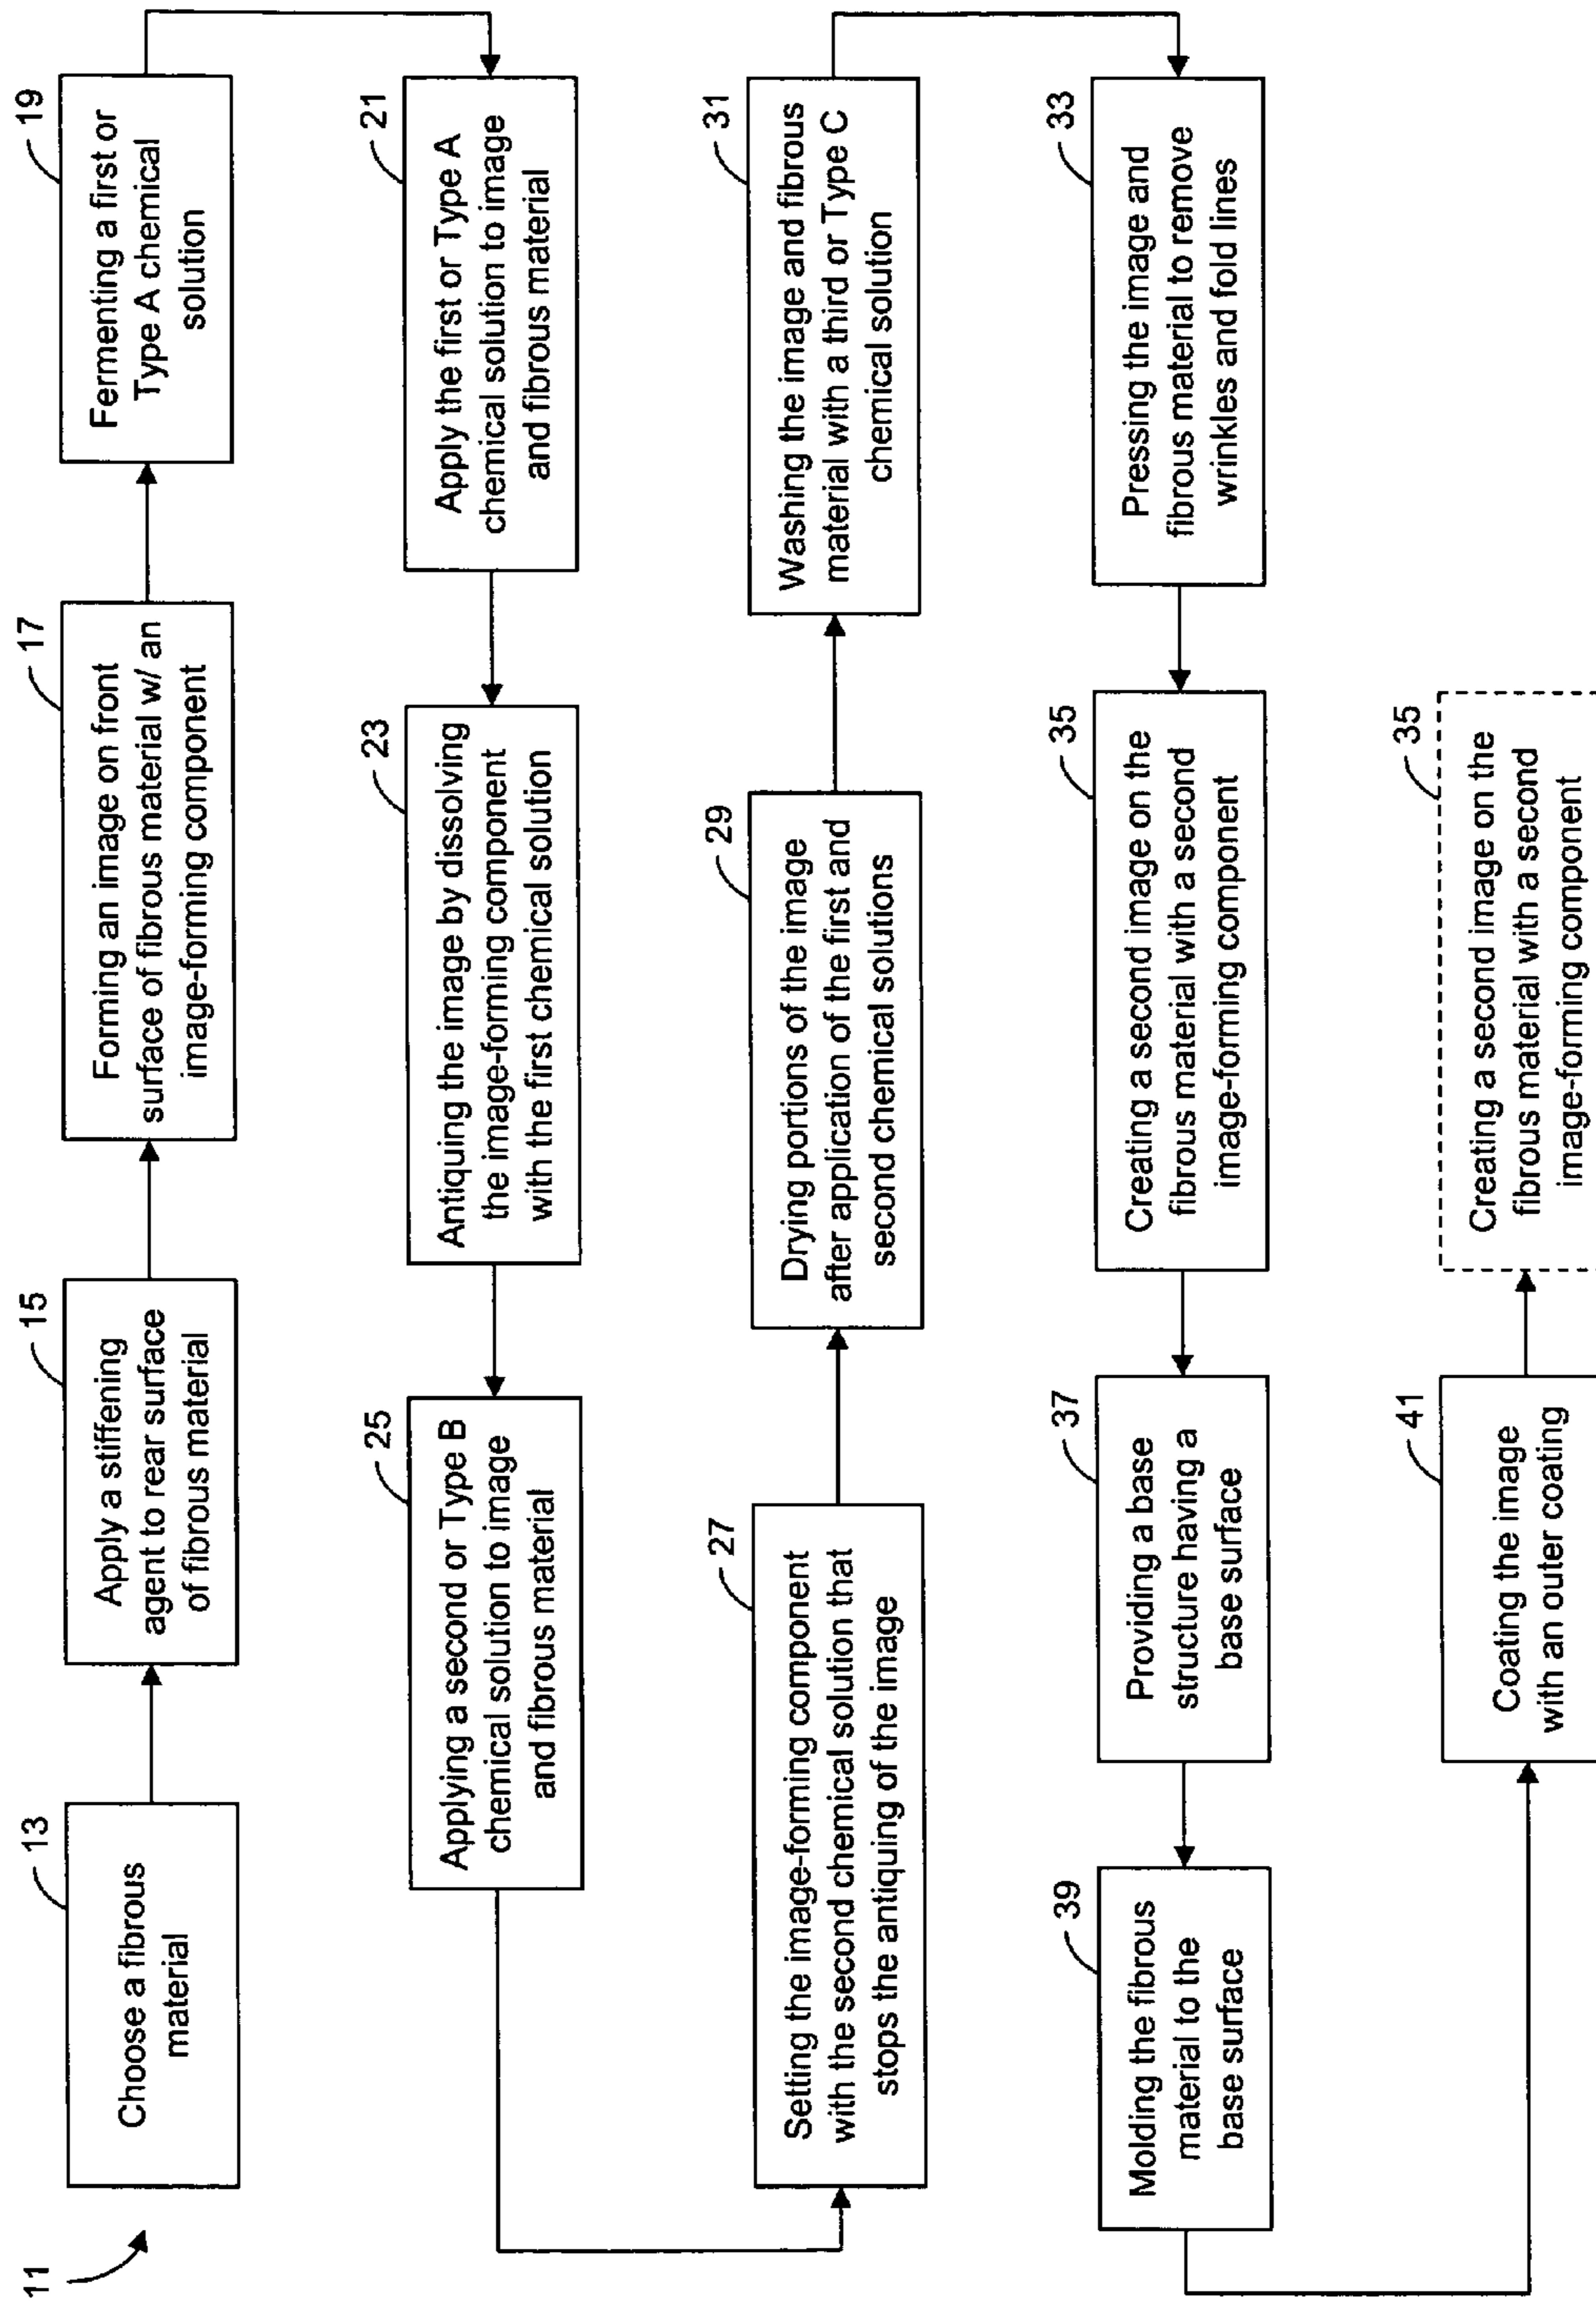 11
13
Choose a fibrous
material
15
Apply a stiffening
agent to rear surface
of fibrous material
17
Forming an image on front
surface of fibrous material w/ an
image-forming component
19
Fermenting a first or
Type A chemical
solution
21
Apply the first or Type A
chemical solution to image
and fibrous material
23
Antiquing the image by dissolving
the image-forming component
with the first chemical solution
25
Applying a second or Type B
chemical solution to image
and fibrous material
27
Setting the image-forming component
with the second chemical solution that
stops the antiquing of the image
29
Drying portions of the image
after application of the first and
second chemical solutions
31
Washing the image and fibrous
material with a third or Type C
chemical solution
33
Pressing the image and
fibrous material to remove
wrinkles and fold lines
35
Creating a second image on the
fibrous material with a second
image-forming component
37
Providing a base
structure having a
base surface
39
Molding the fibrous
material to the
base surface
41
Coating the image
with an outer coating
35
Creating a second image on the
fibrous material with a second
image-forming component